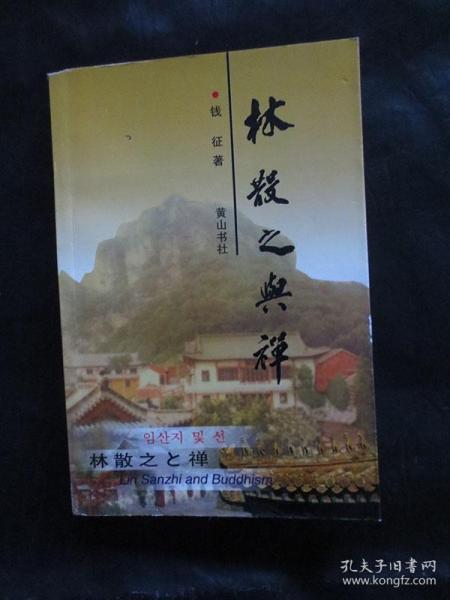 林散之與禅
钱征著
黄山书社
임산지 및 선
林散之と禅
Lin Sanzhi and Buddhism
孔夫子旧书网
www.kongfz.com